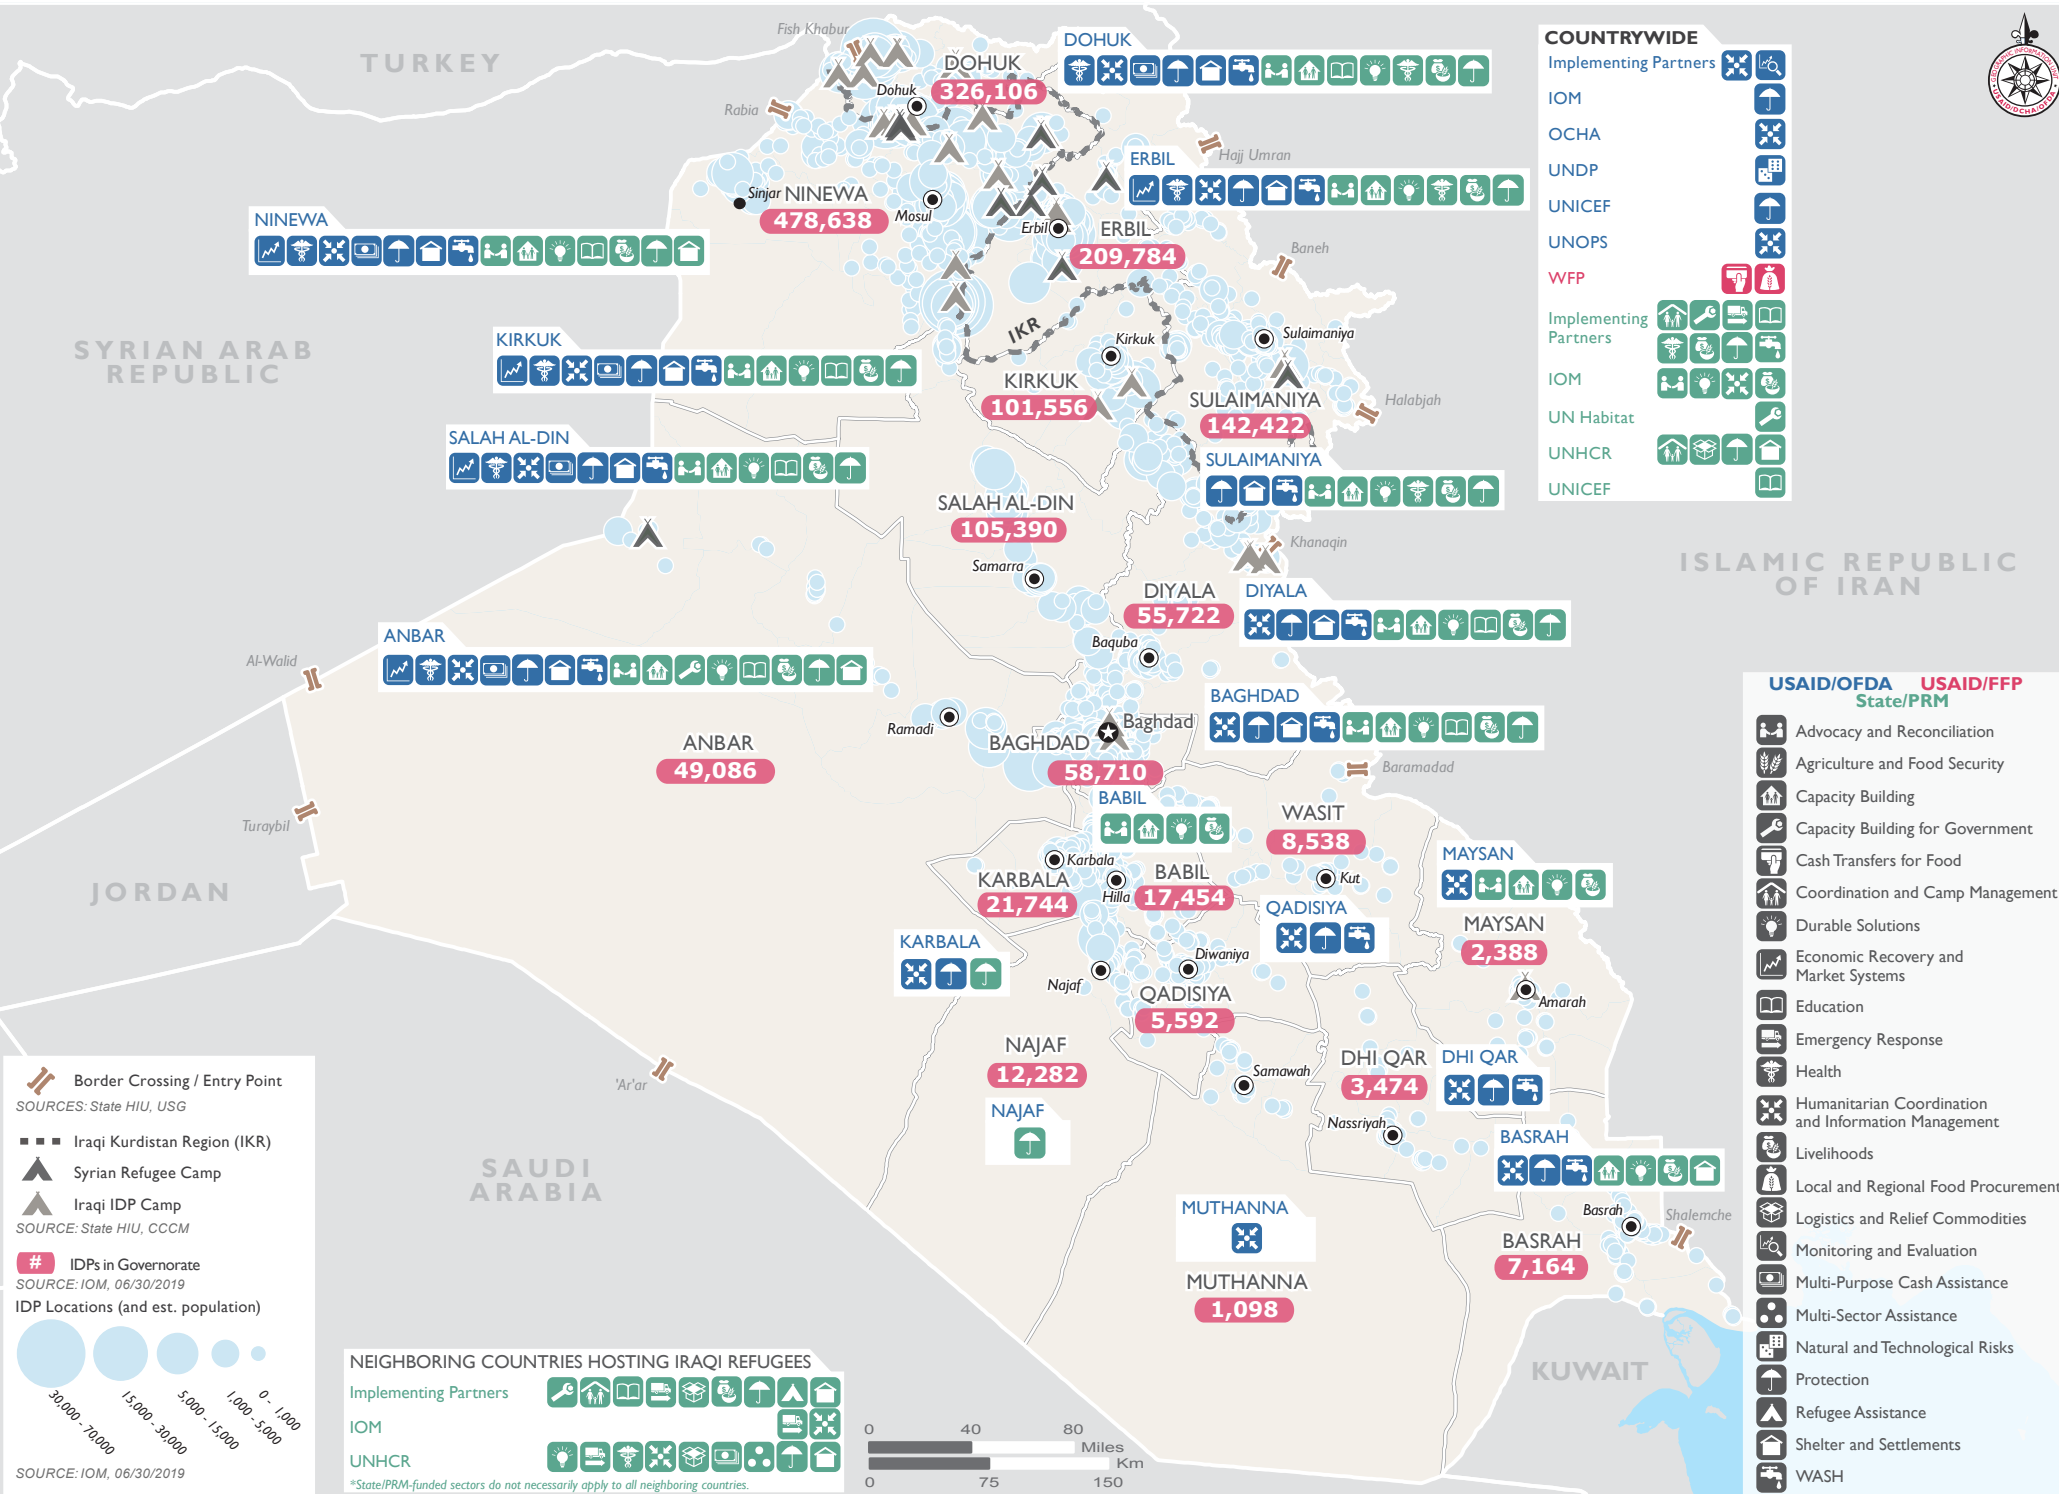 TURKEY
Fish Khabur
DOHUK
326,106
Dohuk
DOHUK
Rabia
Hajj Umran
ERBIL
Sinjar
NINEWA
478,638
Mosul
Erbil
ERBIL
209,784
NINEWA
Baneh
IKR
KIRKUK
Kirkuk
Sulaimaniya
SYRIAN ARAB
REPUBLIC
KIRKUK
101,556
SULAIMANIYA
142,422
Halabjah
SALAH AL-DIN
SULAIMANIYA
SALAH AL-DIN
105,390
Khanaqin
Samarra
ISLAMIC REPUBLIC
OF IRAN
DIYALA
55,722
DIYALA
ANBAR
Baquba
Al-Walid
BAGHDAD
Ramadi
Baghdad
ANBAR
49,086
BAGHDAD
58,710
Baramadad
BABIL
WASIT
8,538
Turaybil
JORDAN
Karbala
KARBALA
21,744
Hilla
BABIL
17,454
Kut
MAYSAN
QADISIYA
MAYSAN
2,388
KARBALA
Najaf
Diwaniya
QADISIYA
5,592
Amarah
NAJAF
12,282
Samawah
DHI QAR
3,474
DHI QAR
'Ar'ar
NAJAF
Nassriyah
BASRAH
SAUDI
ARABIA
MUTHANNA
Basrah
Shalemche
BASRAH
7,164
MUTHANNA
1,098
KUWAIT
COUNTRYWIDE
Implementing Partners
IOM
OCHA
UNDP
UNICEF
UNOPS
WFP
Implementing
Partners
IOM
UN Habitat
UNHCR
UNICEF
GEOGRAPHIC INFORMATION UNIT
USAID/DCHA/OFDA
USAID/OFDA USAID/FFP
State/PRM
Advocacy and Reconciliation
Agriculture and Food Security
Capacity Building
Capacity Building for Government
Cash Transfers for Food
Coordination and Camp Management
Durable Solutions
Economic Recovery and
Market Systems
Education
Emergency Response
Health
Humanitarian Coordination
and Information Management
Livelihoods
Local and Regional Food Procurement
Logistics and Relief Commodities
Monitoring and Evaluation
Multi-Purpose Cash Assistance
Multi-Sector Assistance
Natural and Technological Risks
Protection
Refugee Assistance
Shelter and Settlements
WASH
Border Crossing / Entry Point
SOURCES: State HIU, USG
Iraqi Kurdistan Region (IKR)
Syrian Refugee Camp
Iraqi IDP Camp
SOURCE: State HIU, CCCM
# IDPs in Governorate
SOURCE: IOM, 06/30/2019
IDP Locations (and est. population)
30,000 - 70,000
15,000 - 30,000
5,000 - 15,000
1,000 - 5,000
0 - 1,000
SOURCE: IOM, 06/30/2019
NEIGHBORING COUNTRIES HOSTING IRAQI REFUGEES
Implementing Partners
IOM
UNHCR
*State/PRM-funded sectors do not necessarily apply to all neighboring countries.
0 40 80
Miles
Km
0 75 150